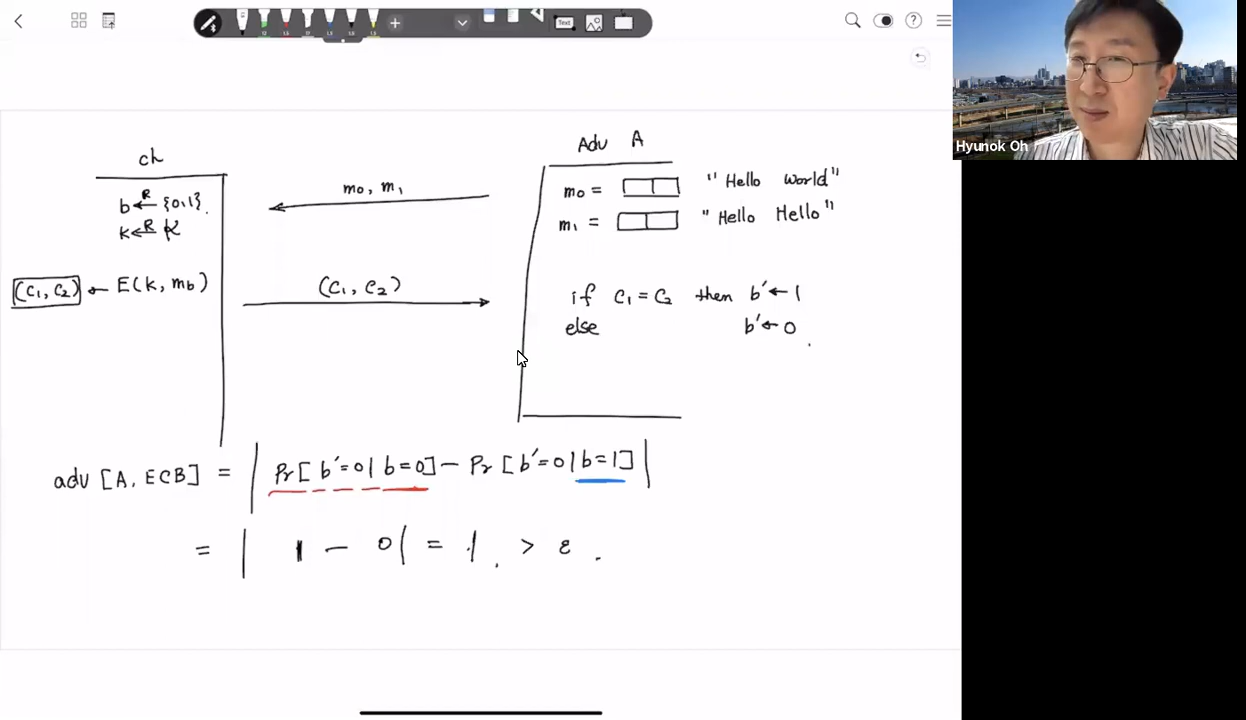 Text
Hyunok Oh
ch
b ←R {0,1}.
k ←R K
(c₁, c₂) ← E(k, m_b)
m₀, m₁
(c₁, c₂)
Adv A
m₀ = "Hello World"
m₁ = "Hello Hello"
if c₁ = c₂ then b′ ← 1
else b′ ← 0.
adv [A, ECB] = | Pr[ b′=0 | b=0] − Pr [b′=0 | b=1] |
= | 1 − 0| = 1. > ε.